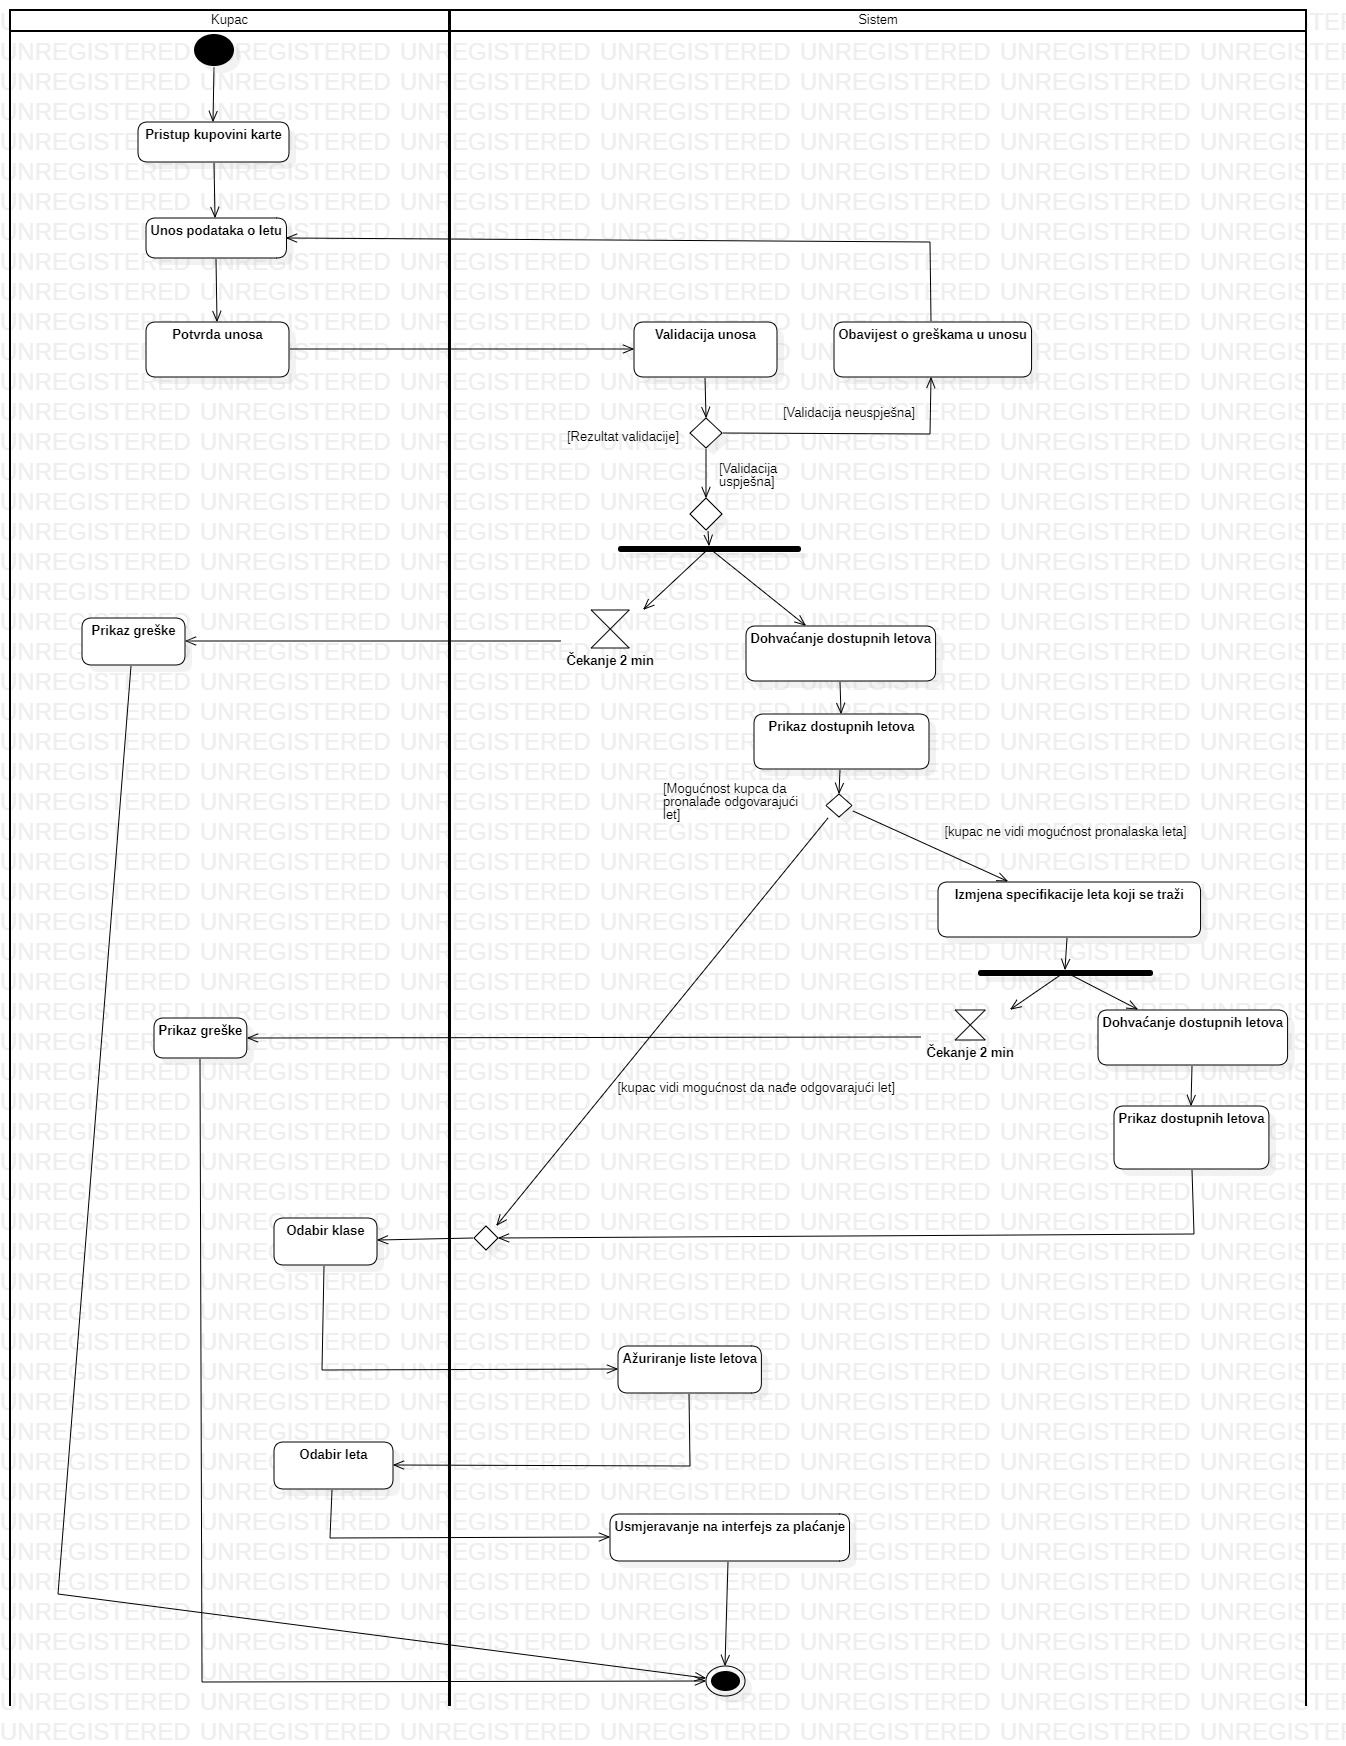 Kupac
Sistem
Pristup kupovini karte
Unos podataka o letu
Potvrda unosa
Validacija unosa
Obavijest o greškama u unosu
[Validacija neuspješna]
[Rezultat validacije]
[Validacija
uspješna]
Prikaz greške
Čekanje 2 min
Dohvaćanje dostupnih letova
Prikaz dostupnih letova
[Mogućnost kupca da
pronalađe odgovarajući
let]
[kupac ne vidi mogućnost pronalaska leta]
Izmjena specifikacije leta koji se traži
Prikaz greške
Čekanje 2 min
Dohvaćanje dostupnih letova
[kupac vidi mogućnost da nađe odgovarajući let]
Prikaz dostupnih letova
Odabir klase
Ažuriranje liste letova
Odabir leta
Usmjeravanje na interfejs za plaćanje
UNREGISTERED